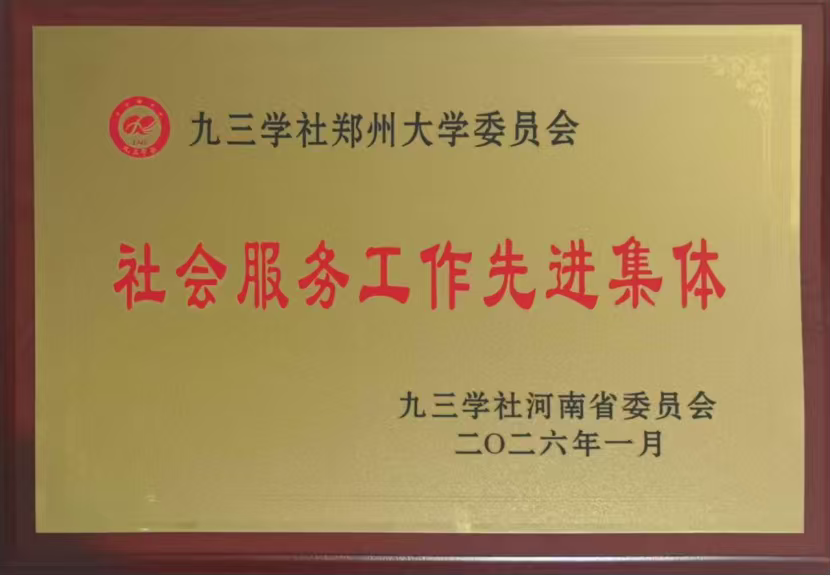 九三学社郑州大学委员会
社会服务工作先进集体
九三学社河南省委员会
二〇二六年一月